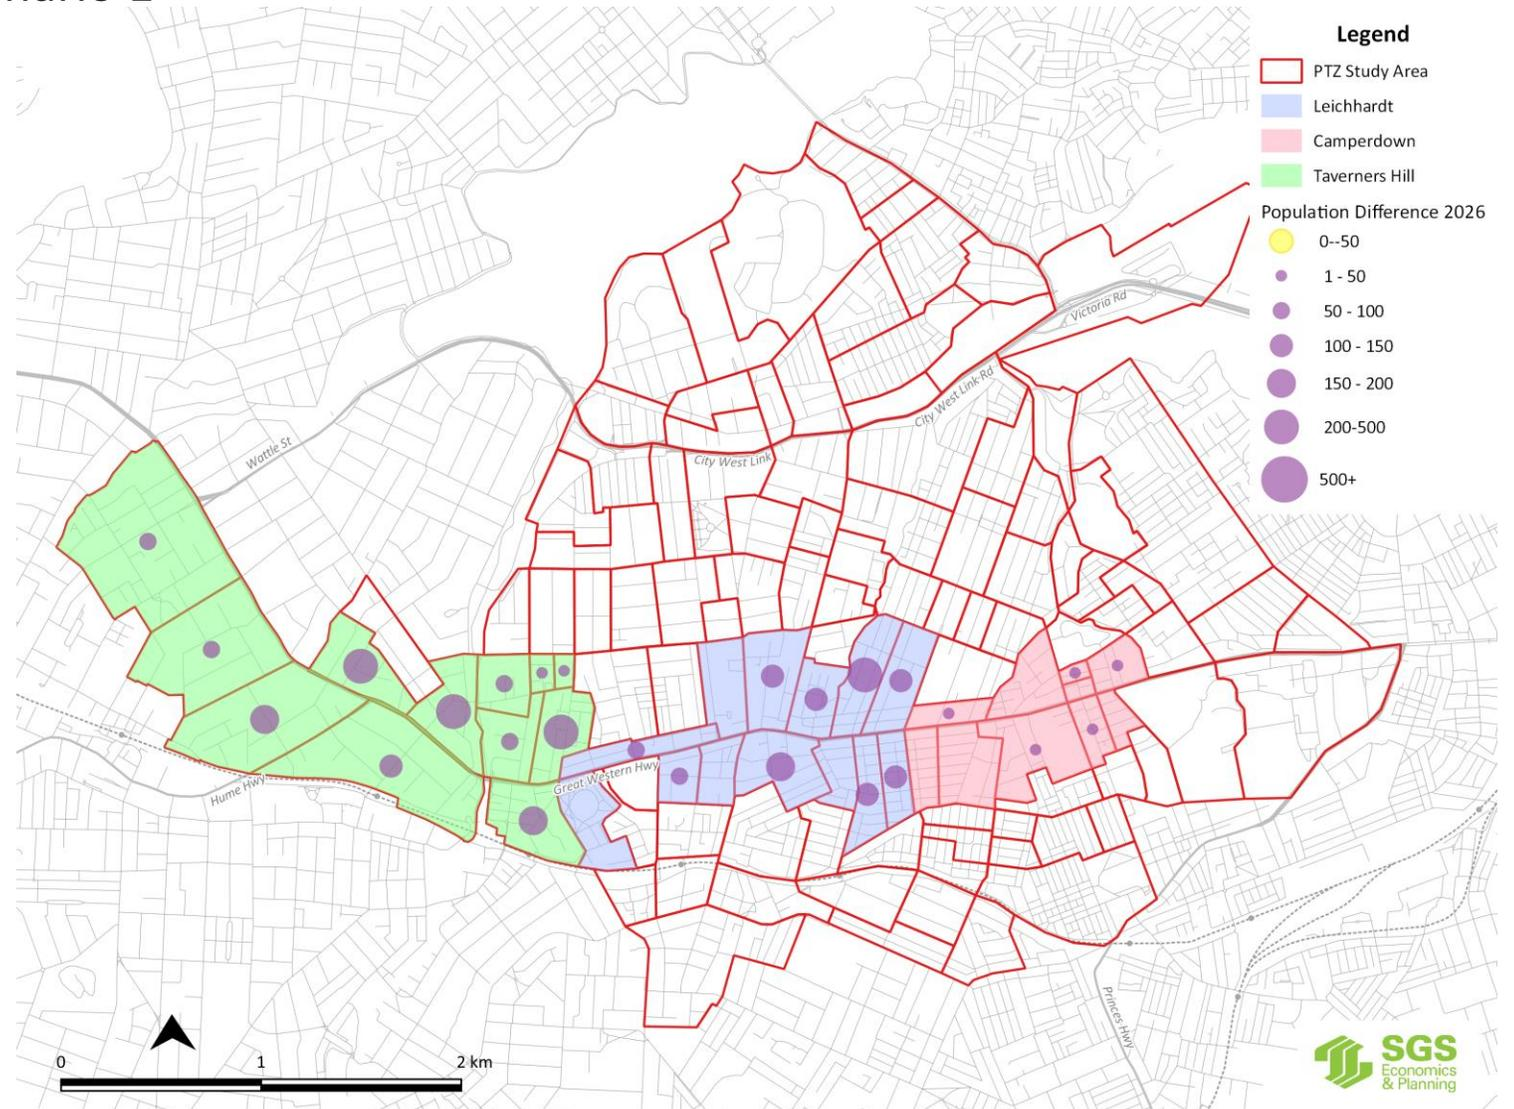 Legend
PTZ Study Area
Leichhardt
Camperdown
Taverners Hill
Population Difference 2026
0--50
1 - 50
50 - 100
100 - 150
150 - 200
200-500
500+
Victoria Rd
City West Link Rd
City West Link
Wattle St
Great Western Hwy
Hume Hwy
Princes Hwy
0 1 2 km
SGS
Economics
& Planning